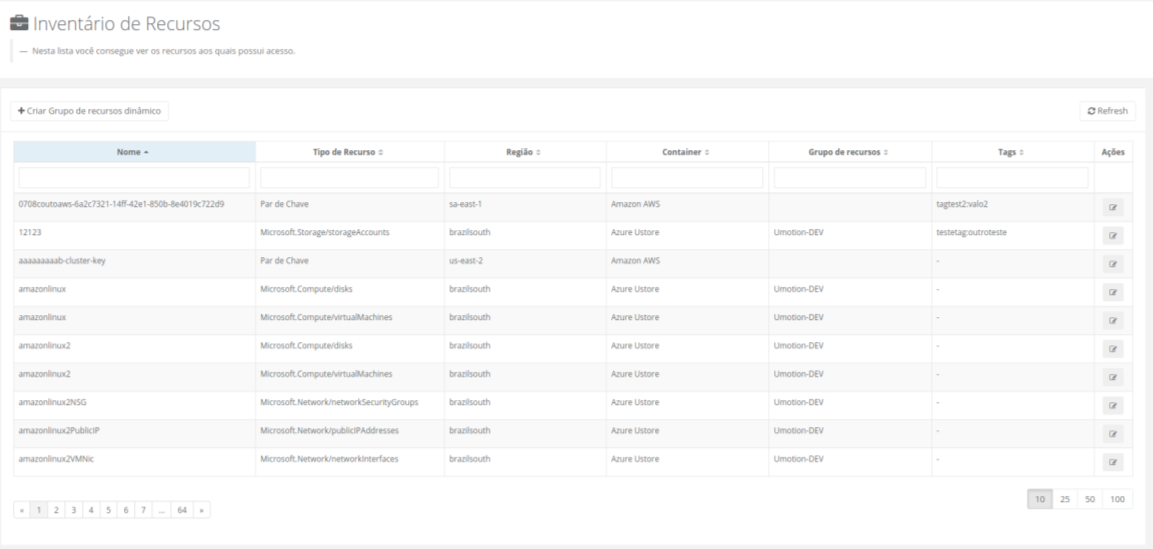 Inventário de Recursos
— Nesta lista você consegue ver os recursos aos quais possui acesso.
+ Criar Grupo de recursos dinâmico Refresh
Nome Tipo de Recurso Região Container Grupo de recursos Tags Ações
0708coutoaws-6a2c7321-14ff-42e1-850b-8e4019c722d9 Par de Chave sa-east-1 Amazon AWS tagtest2:valo2
12123 Microsoft.Storage/storageAccounts brazilsouth Azure Ustore Umotion-DEV testetag:outroteste
aaaaaaaaab-cluster-key Par de Chave us-east-2 Amazon AWS -
amazonlinux Microsoft.Compute/disks brazilsouth Azure Ustore Umotion-DEV -
amazonlinux Microsoft.Compute/virtualMachines brazilsouth Azure Ustore Umotion-DEV -
amazonlinux2 Microsoft.Compute/disks brazilsouth Azure Ustore Umotion-DEV -
amazonlinux2 Microsoft.Compute/virtualMachines brazilsouth Azure Ustore Umotion-DEV -
amazonlinux2NSG Microsoft.Network/networkSecurityGroups brazilsouth Azure Ustore Umotion-DEV -
amazonlinux2PublicIP Microsoft.Network/publicIPAddresses brazilsouth Azure Ustore Umotion-DEV -
amazonlinux2VMNic Microsoft.Network/networkInterfaces brazilsouth Azure Ustore Umotion-DEV -
« 1 2 3 4 5 6 7 ... 64 » 10 25 50 100